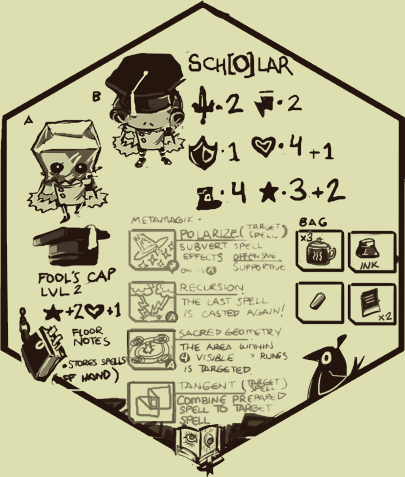 SCH[O]LAR
B
A
· 2 · 2
· 1 · 4 +1
· 4 · 3 +2
METAMAGIK -
POLARIZE (TARGET SPELL)
SUBVERT SPELL
EFFECTS OFFENSIVE
SUPPORTIVE
RECURSION
THE LAST SPELL
IS CASTED AGAIN!
SACRED GEOMETRY
THE AREA WITHIN
4 VISIBLE RUNES
IS TARGETED
TANGENT (TARGET SPELL)
COMBINE PREPARED
SPELL TO TARGET
SPELL
BAG
x3
INK
x2
FOOL'S CAP
LVL 2
+2 +1
FLOOR
NOTES
• STORES SPELLS
OFF HAND)